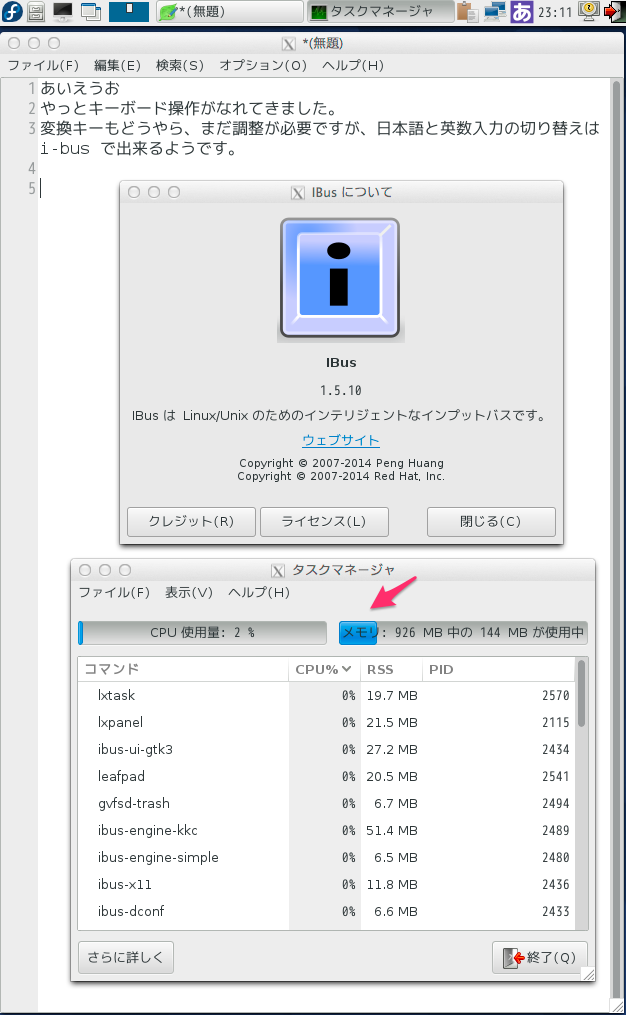 *(無題)
タスクマネージャ
あ
23:11
*(無題)
ファイル(F) 編集(E) 検索(S) オプション(O) ヘルプ(H)
1 あいえうお
2 やっとキーボード操作がなれてきました。
3 変換キーもどうやら、まだ調整が必要ですが、日本語と英数入力の切り替えは
i-bus で出来るようです。
4
5
IBus について
IBus
1.5.10
IBus は Linux/Unix のためのインテリジェントなインプットバスです。
ウェブサイト
Copyright © 2007-2014 Peng Huang
Copyright © 2007-2014 Red Hat, Inc.
クレジット(R) ライセンス(L) 閉じる(C)
タスクマネージャ
ファイル(F) 表示(V) ヘルプ(H)
CPU 使用量: 2 % メモリ: 926 MB 中の 144 MB が使用中
コマンド CPU% RSS PID
lxtask 0% 19.7 MB 2570
lxpanel 0% 21.5 MB 2115
ibus-ui-gtk3 0% 27.2 MB 2434
leafpad 0% 20.5 MB 2541
gvfsd-trash 0% 6.7 MB 2494
ibus-engine-kkc 0% 51.4 MB 2489
ibus-engine-simple 0% 6.5 MB 2480
ibus-x11 0% 11.8 MB 2436
ibus-dconf 0% 6.6 MB 2433
さらに詳しく 終了(Q)